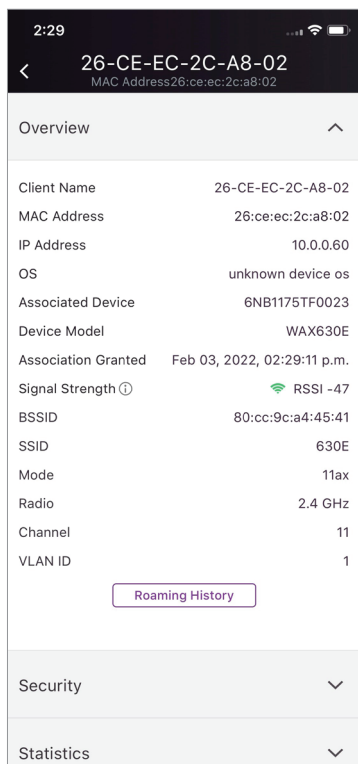 2:29
26-CE-EC-2C-A8-02
MAC Address26:ce:ec:2c:a8:02
Overview
Client Name 26-CE-EC-2C-A8-02
MAC Address 26:ce:ec:2c:a8:02
IP Address 10.0.0.60
OS unknown device os
Associated Device 6NB1175TF0023
Device Model WAX630E
Association Granted Feb 03, 2022, 02:29:11 p.m.
Signal Strength RSSI -47
BSSID 80:cc:9c:a4:45:41
SSID 630E
Mode 11ax
Radio 2.4 GHz
Channel 11
VLAN ID 1
Roaming History
Security
Statistics